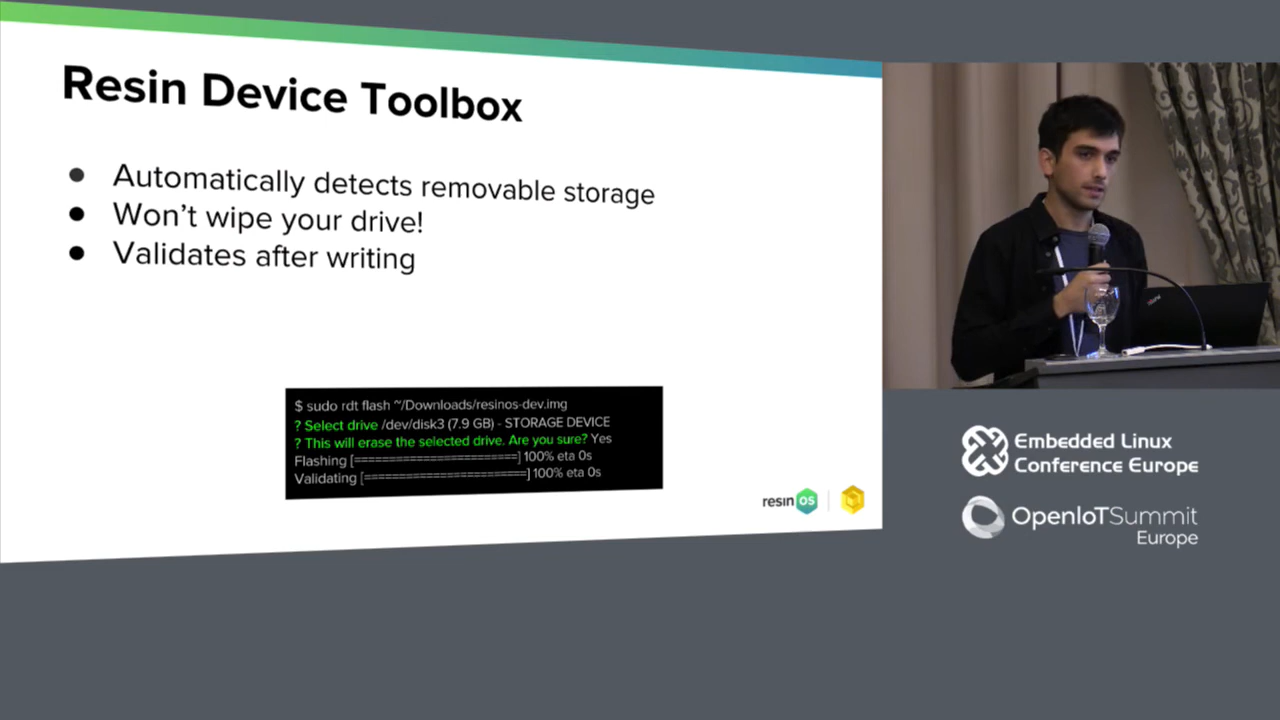 Resin Device Toolbox
● Automatically detects removable storage
● Won't wipe your drive!
● Validates after writing
$ sudo rdt flash ~/Downloads/resinos-dev.img
? Select drive /dev/disk3 (7.9 GB) - STORAGE DEVICE
? This will erase the selected drive. Are you sure? Yes
Flashing [========================] 100% eta 0s
Validating [========================] 100% eta 0s
resin OS
Embedded Linux
Conference Europe
OpenIoTSummit
Europe